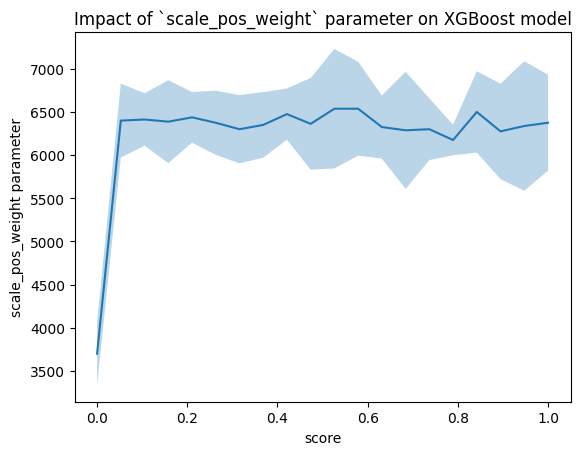 Impact of `scale_pos_weight` parameter on XGBoost model
scale_pos_weight parameter
7000
6500
6000
5500
5000
4500
4000
3500
0.0 0.2 0.4 0.6 0.8 1.0
score